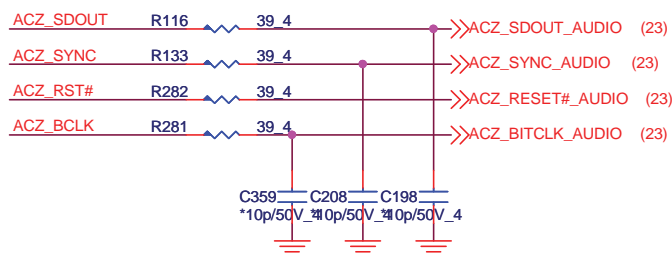 ACZ_SDOUT R116 39_4 ACZ_SDOUT_AUDIO (23)
ACZ_SYNC R133 39_4 ACZ_SYNC_AUDIO (23)
ACZ_RST# R282 39_4 ACZ_RESET#_AUDIO (23)
ACZ_BCLK R281 39_4 ACZ_BITCLK_AUDIO (23)
C359 C208 C198
*10p/50V_4 *10p/50V_4 *10p/50V_4